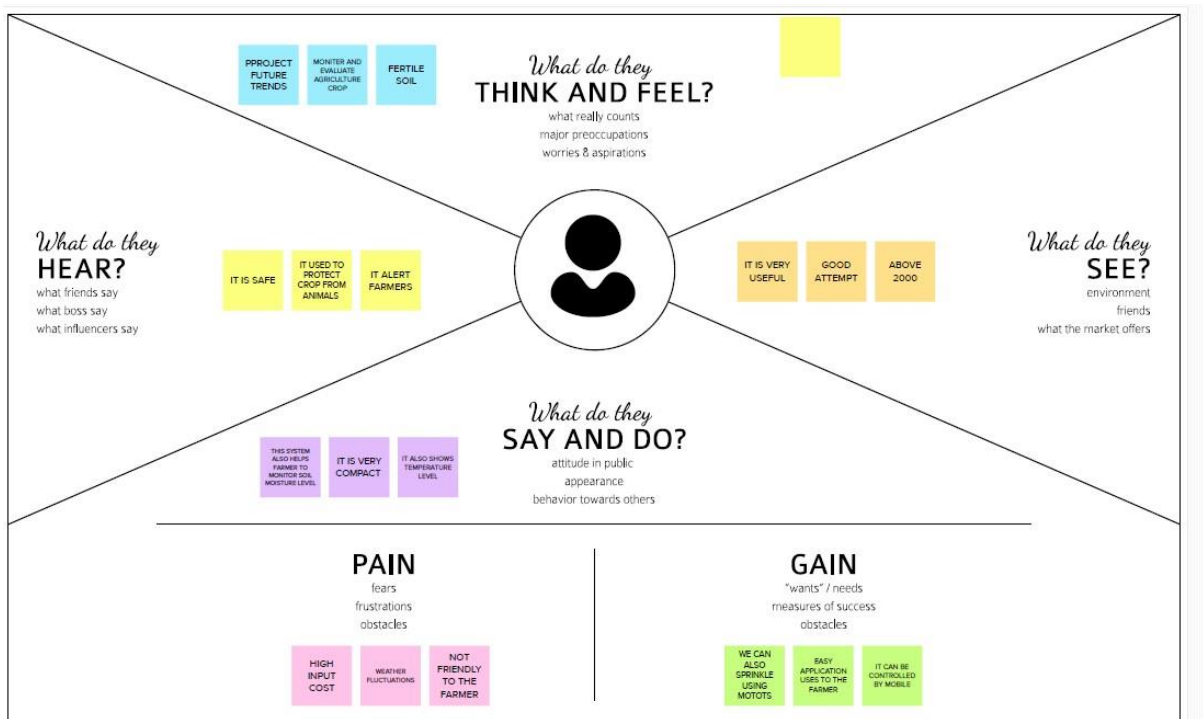 PPROJECT
FUTURE
TRENDS
MONITER AND
EVALUATE
AGRICULTURE
CROP
FERTILE
SOIL
What do they
THINK AND FEEL?
what really counts
major preoccupations
worries & aspirations
What do they
HEAR?
what friends say
what boss say
what influencers say
IT IS SAFE
IT USED TO
PROTECT
CROP FROM
ANIMALS
IT ALERT
FARMERS
IT IS VERY
USEFUL
GOOD
ATTEMPT
ABOVE
2000
What do they
SEE?
environment
friends
what the market offers
What do they
SAY AND DO?
attitude in public
appearance
behavior towards others
THIS SYSTEM
ALSO HELPS
FARMER TO
MONITOR SOIL
MOISTURE LEVEL
IT IS VERY
COMPACT
IT ALSO SHOWS
TEMPERATURE
LEVEL
PAIN
fears
frustrations
obstacles
HIGH
INPUT
COST
WEATHER
FLUCTUATIONS
NOT
FRIENDLY
TO THE
FARMER
GAIN
"wants" / needs
measures of success
obstacles
WE CAN
ALSO
SPRINKLE
USING
MOTOTS
EASY
APPLICATION
USES TO THE
FARMER
IT CAN BE
CONTROLLED
BY MOBILE